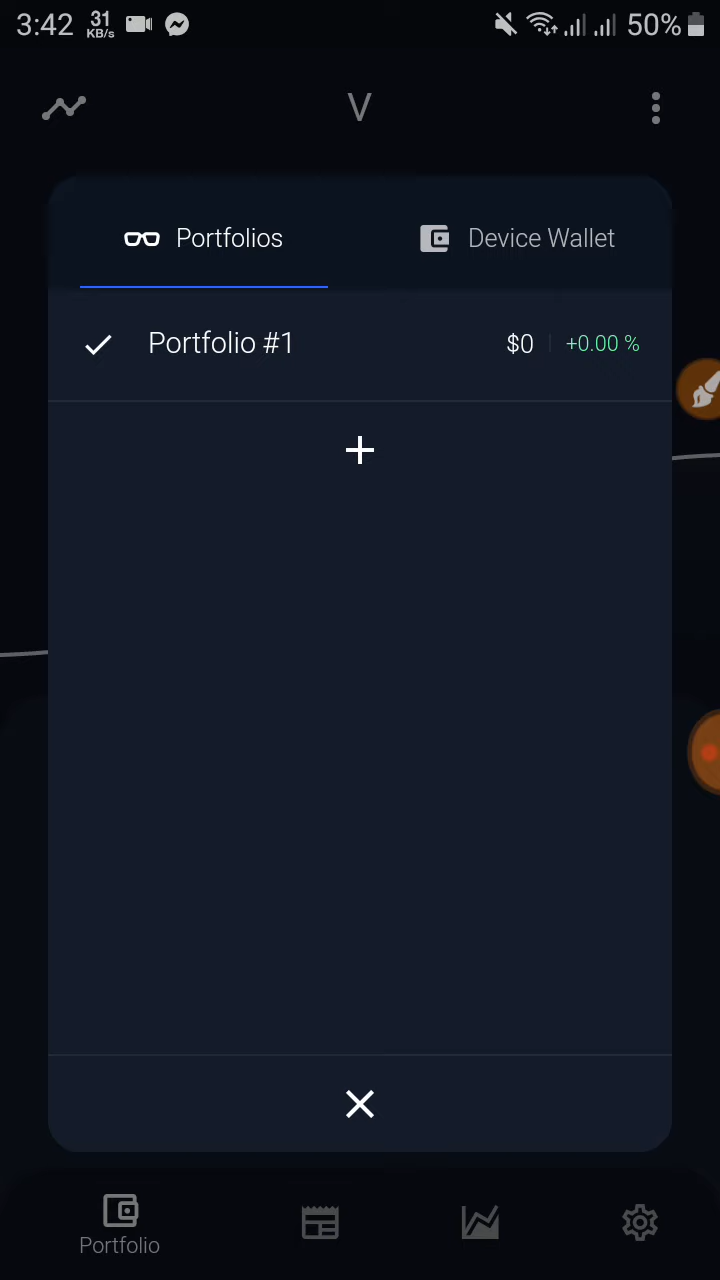 3:42 31 KB/s 50%
V
Portfolios Device Wallet
Portfolio #1 $0 +0.00 %
Portfolio